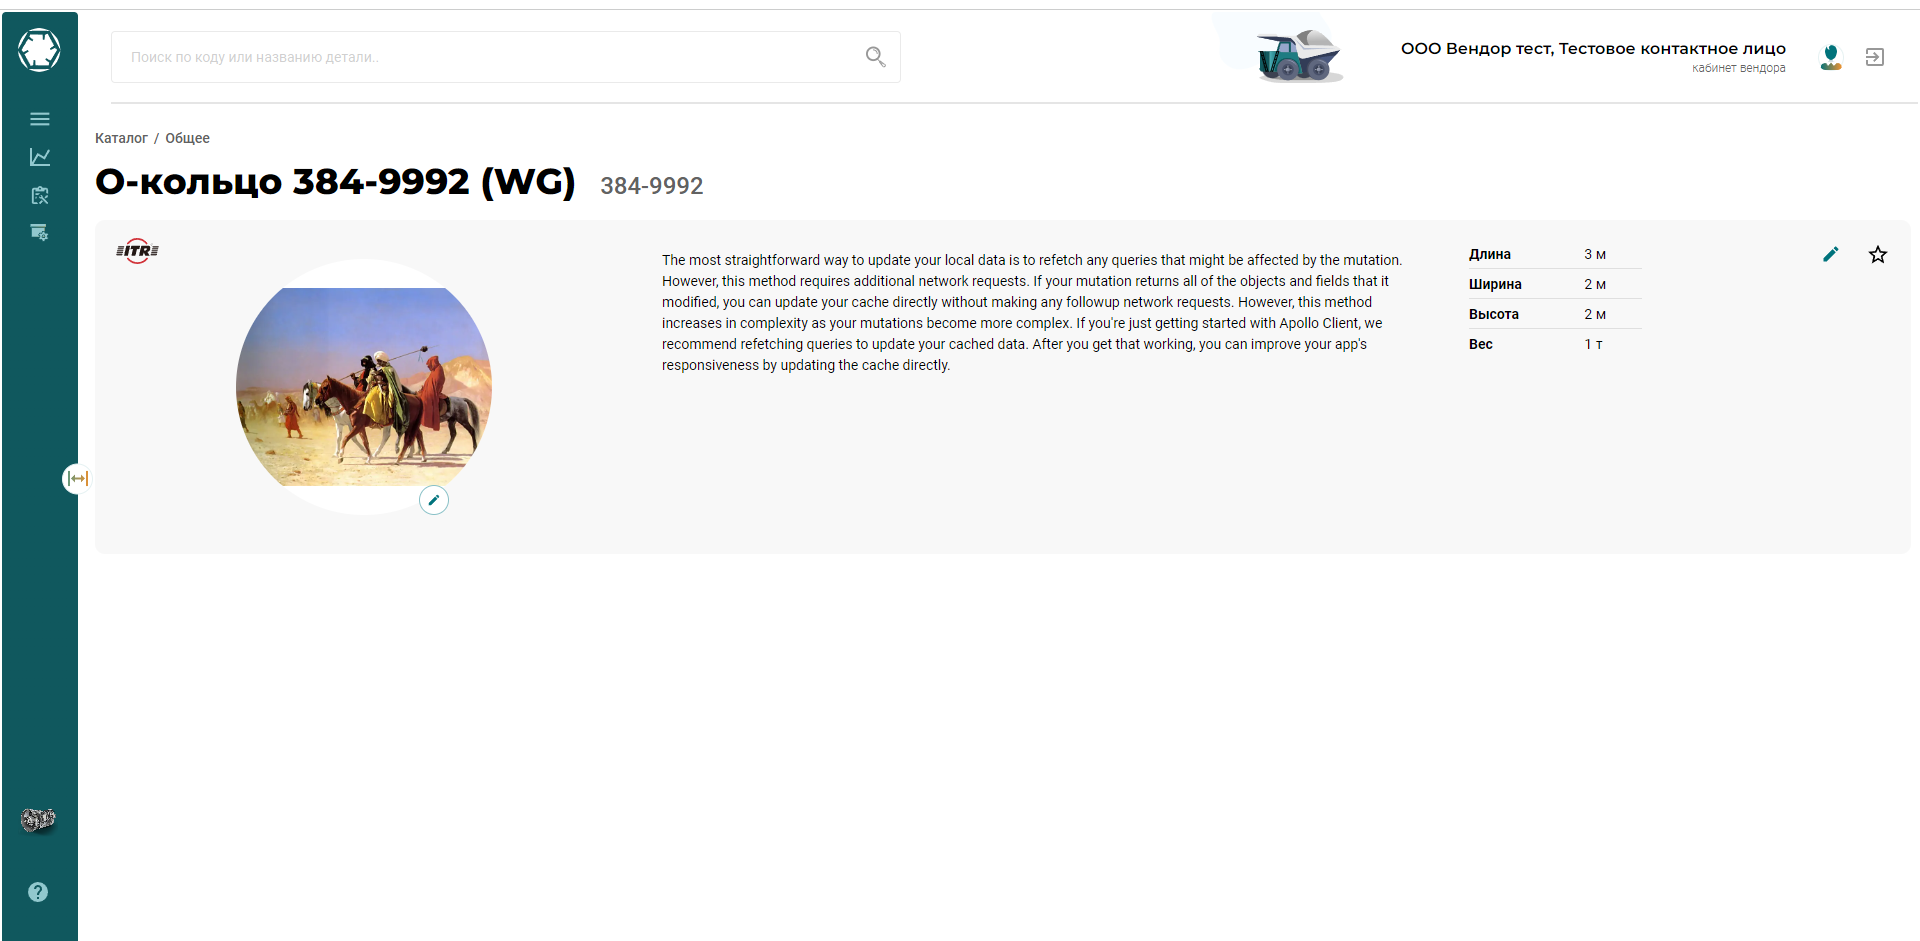 Поиск по коду или названию детали..
ООО Вендор тест, Тестовое контактное лицо
кабинет вендора
Каталог / Общее
О-кольцо 384-9992 (WG) 384-9992
ITR
The most straightforward way to update your local data is to refetch any queries that might be affected by the mutation.
However, this method requires additional network requests. If your mutation returns all of the objects and fields that it
modified, you can update your cache directly without making any followup network requests. However, this method
increases in complexity as your mutations become more complex. If you're just getting started with Apollo Client, we
recommend refetching queries to update your cached data. After you get that working, you can improve your app's
responsiveness by updating the cache directly.
Длина 3 м
Ширина 2 м
Высота 2 м
Вес 1 т